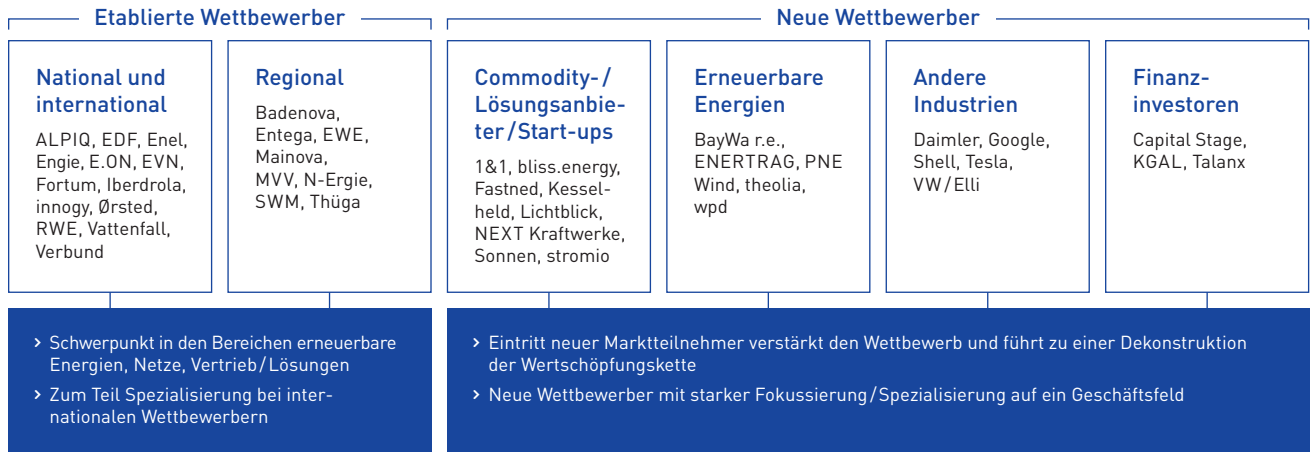 Etablierte Wettbewerber
Neue Wettbewerber
National und
international
ALPIQ, EDF, Enel,
Engie, E.ON, EVN,
Fortum, Iberdrola,
innogy, Ørsted,
RWE, Vattenfall,
Verbund
Regional
Badenova,
Entega, EWE,
Mainova,
MVV, N-Ergie,
SWM, Thüga
Commodity-/
Lösungsanbie-
ter/Start-ups
1&1, bliss.energy,
Fastned, Kessel-
held, Lichtblick,
NEXT Kraftwerke,
Sonnen, stromio
Erneuerbare
Energien
BayWa r.e.,
ENERTRAG, PNE
Wind, theolia,
wpd
Andere
Industrien
Daimler, Google,
Shell, Tesla,
VW/Elli
Finanz-
investoren
Capital Stage,
KGAL, Talanx
› Schwerpunkt in den Bereichen erneuerbare
Energien, Netze, Vertrieb/Lösungen
› Zum Teil Spezialisierung bei inter-
nationalen Wettbewerbern
› Eintritt neuer Marktteilnehmer verstärkt den Wettbewerb und führt zu einer Dekonstruktion
der Wertschöpfungskette
› Neue Wettbewerber mit starker Fokussierung/Spezialisierung auf ein Geschäftsfeld